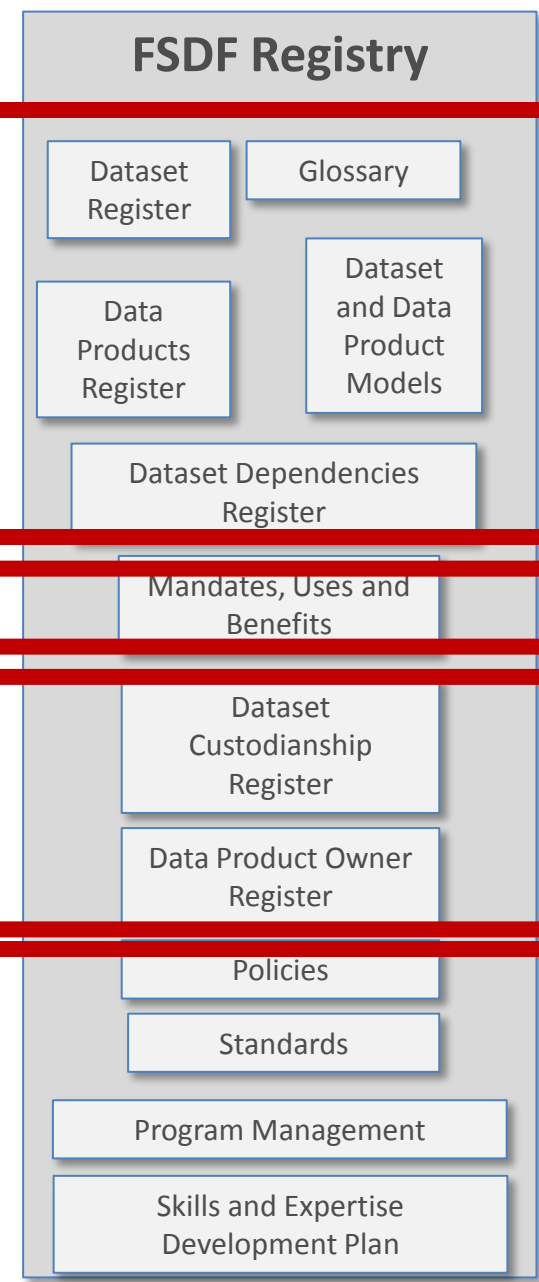 FSDF Registry
Dataset
Register
Glossary
Data
Products
Register
Dataset
and Data
Product
Models
Dataset Dependencies
Register
Mandates, Uses and
Benefits
Dataset
Custodianship
Register
Data Product Owner
Register
Policies
Standards
Program Management
Skills and Expertise
Development Plan